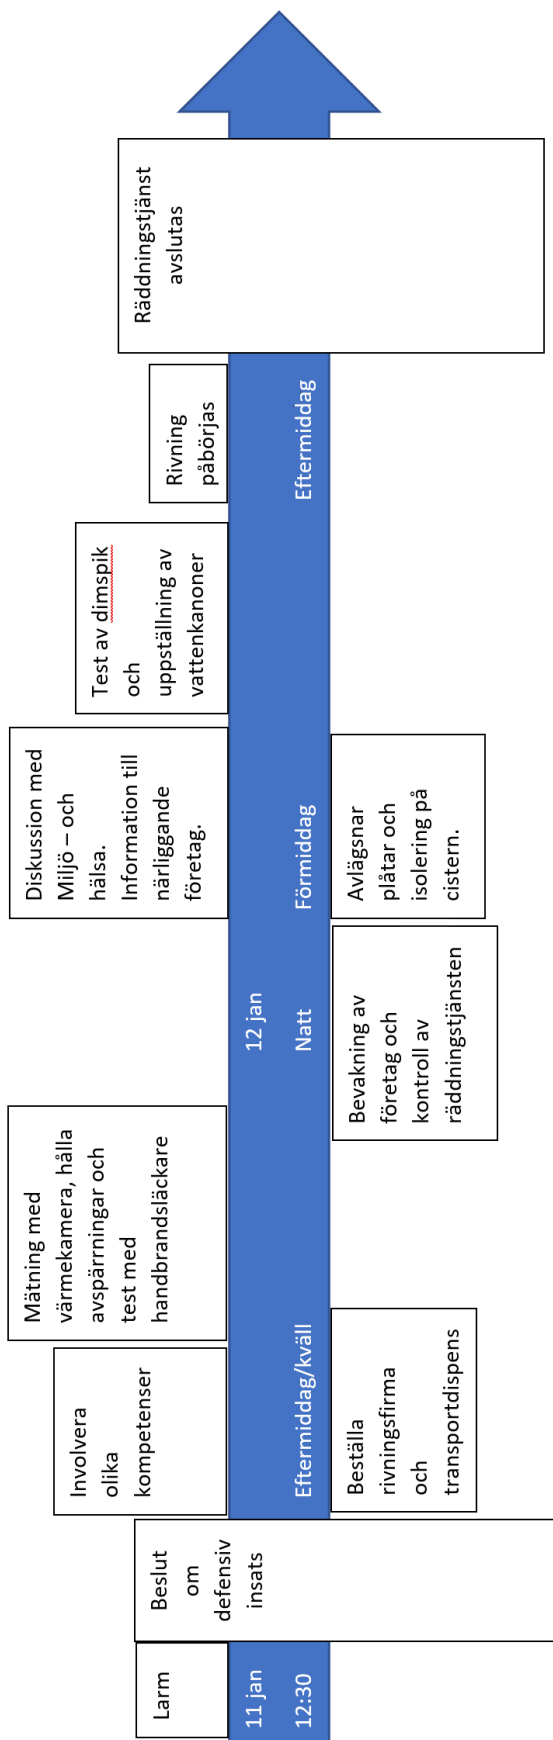 Larm
11 jan
12:30
Beslut
om
defensiv
insats
Involvera
olika
kompetenser
Eftermiddag/kväll
Beställa
rivningsfirma
och
transportdispens
Mätning med
värmekamera, hålla
avspärrningar och
test med
handbrandsläckare
12 jan
Natt
Bevakning av
företag och
kontroll av
räddningstjänsten
Diskussion med
Miljö – och
hälsa.
Information till
närliggande
företag.
Förmiddag
Avlägsnar
plåtar och
isolering på
cistern.
Test av dimspik
och
uppställning av
vattenkanoner
Rivning
påbörjas
Eftermiddag
Räddningstjänst
avslutas